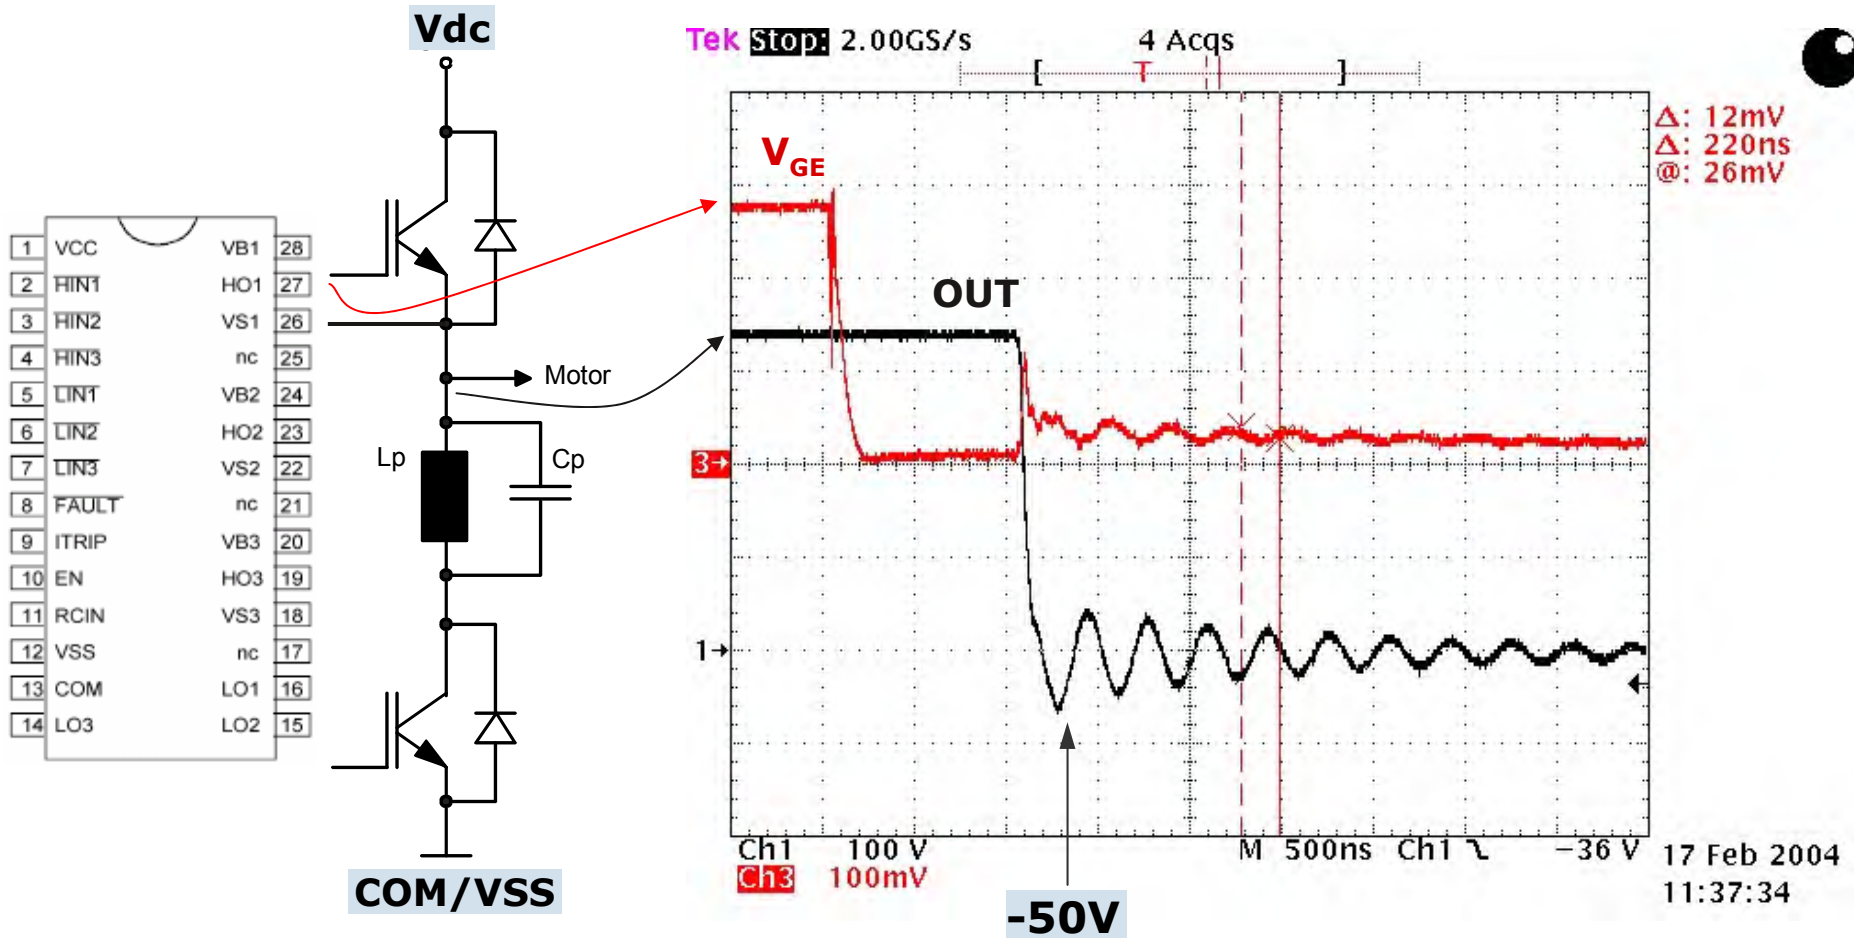 Vdc
Tek Stop: 2.00GS/s 4 Acqs
[ T ]
Δ: 12mV
Δ: 220ns
@: 26mV
VGE
OUT
1 VCC VB1 28
2 HIN1 HO1 27
3 HIN2 VS1 26
4 HIN3 nc 25
5 LIN1 VB2 24
6 LIN2 HO2 23
7 LIN3 VS2 22
8 FAULT nc 21
9 ITRIP VB3 20
10 EN HO3 19
11 RCIN VS3 18
12 VSS nc 17
13 COM LO1 16
14 LO3 LO2 15
Motor
Lp Cp
3→
1→
Ch1 100 V M 500ns Ch1 -36 V
Ch3 100mV
17 Feb 2004
11:37:34
COM/VSS
-50V